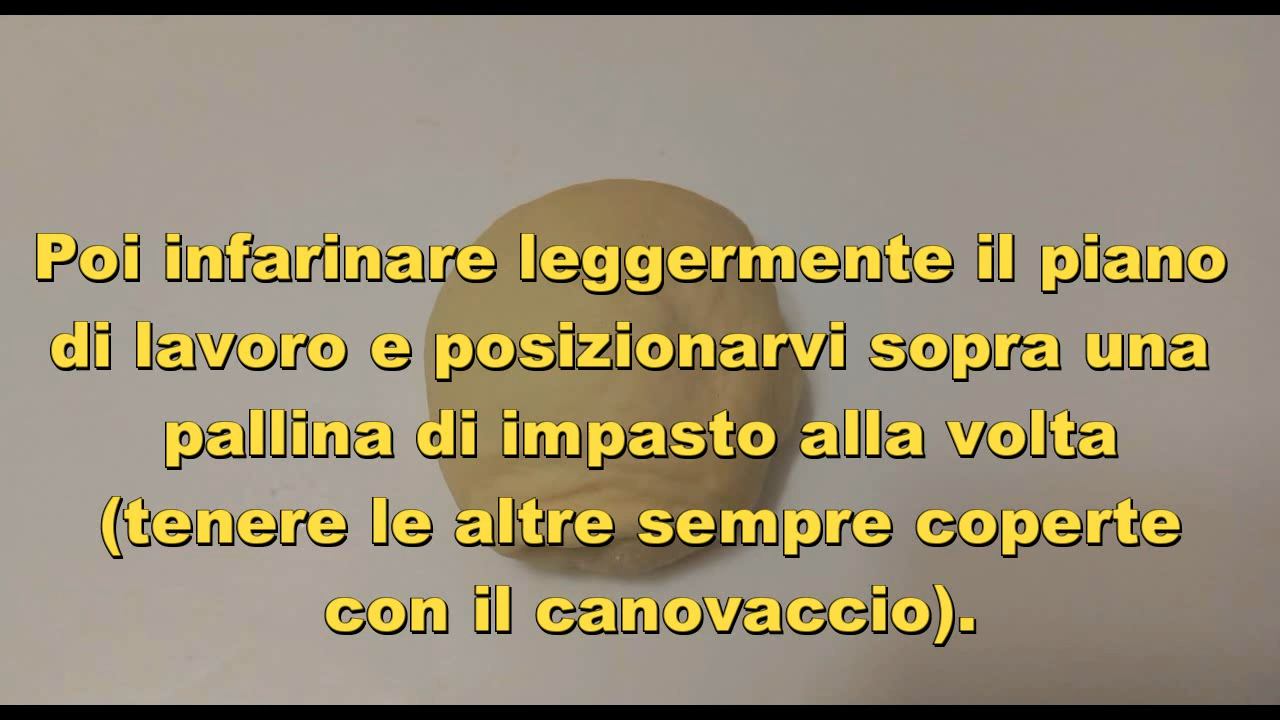 Poi infarinare leggermente il piano
di lavoro e posizionarvi sopra una
pallina di impasto alla volta
(tenere le altre sempre coperte
con il canovaccio).